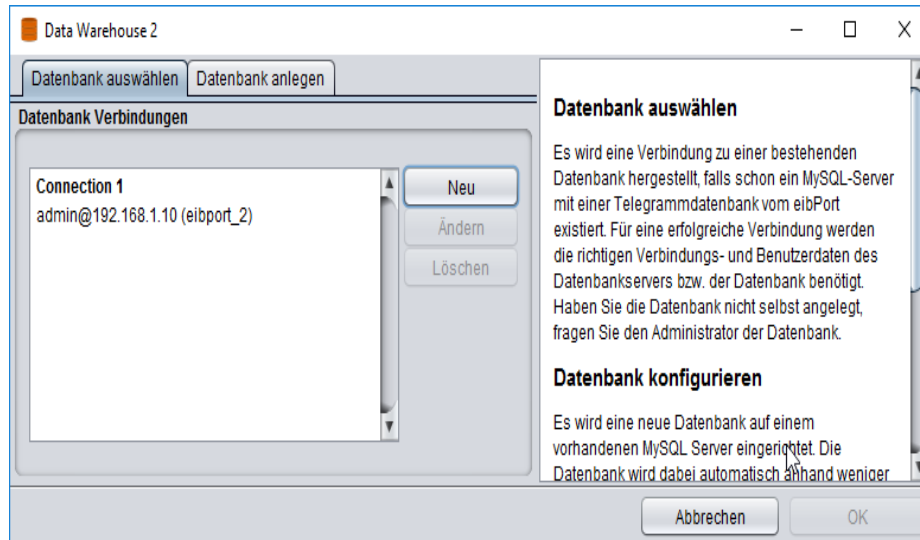 Data Warehouse 2
Datenbank auswählen
Datenbank anlegen
Datenbank Verbindungen
Connection 1
admin@192.168.1.10 (eibport_2)
Neu
Ändern
Löschen
Datenbank auswählen
Es wird eine Verbindung zu einer bestehenden
Datenbank hergestellt, falls schon ein MySQL-Server
mit einer Telegrammdatenbank vom eibPort
existiert. Für eine erfolgreiche Verbindung werden
die richtigen Verbindungs- und Benutzerdaten des
Datenbankservers bzw. der Datenbank benötigt.
Haben Sie die Datenbank nicht selbst angelegt,
fragen Sie den Administrator der Datenbank.
Datenbank konfigurieren
Es wird eine neue Datenbank auf einem
vorhandenen MySQL Server eingerichtet. Die
Datenbank wird dabei automatisch anhand weniger
Abbrechen
OK